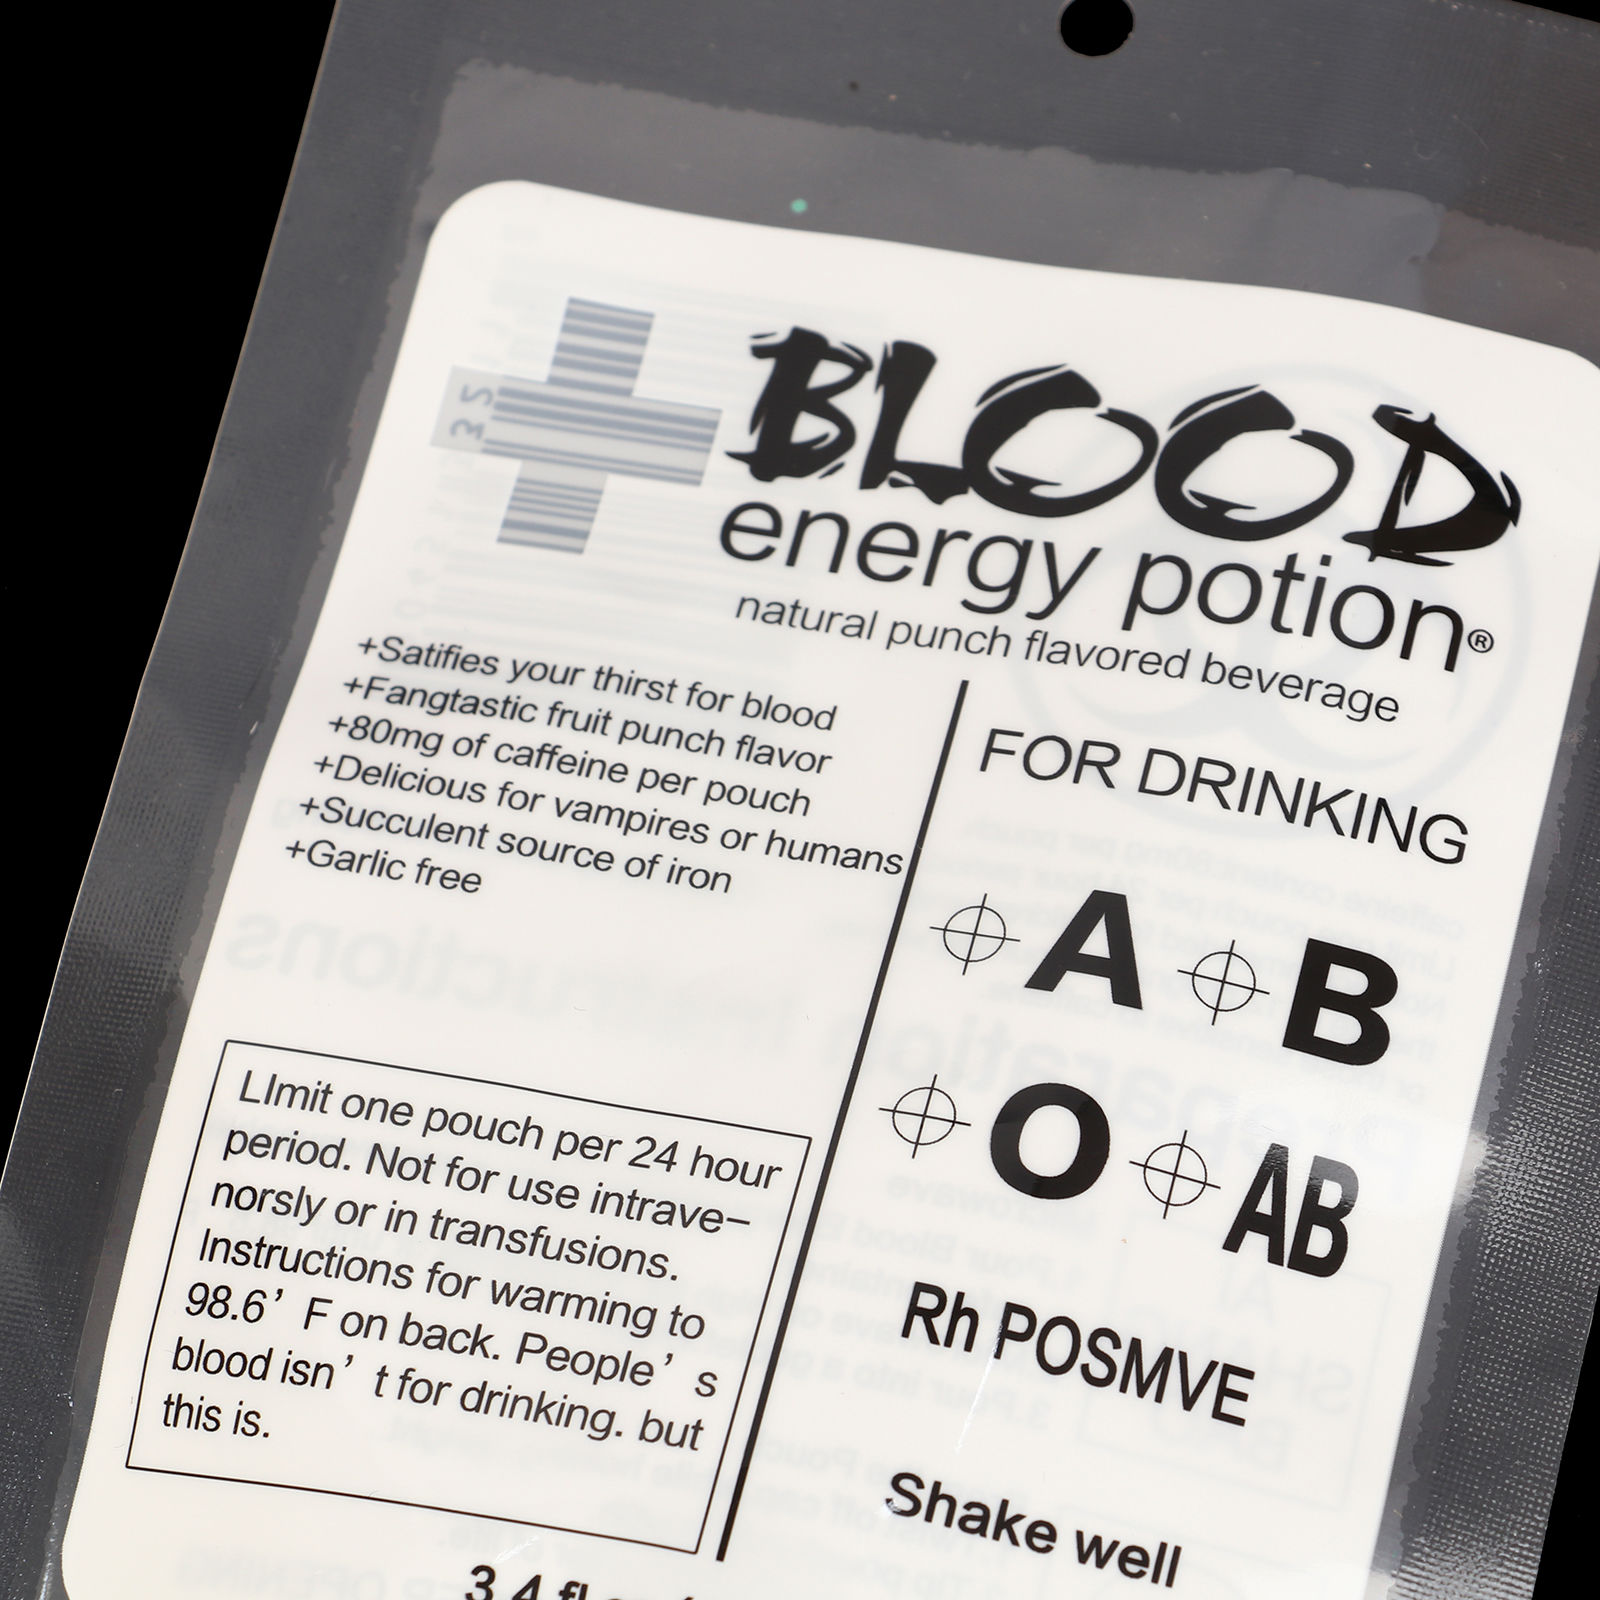 BLOOD
energy potion®
natural punch flavored beverage
+Satifies your thirst for blood
+Fangtastic fruit punch flavor
+80mg of caffeine per pouch
+Delicious for vampires or humans
+Succulent source of iron
+Garlic free
LImit one pouch per 24 hour
period. Not for use intrave–
norsly or in transfusions.
Instructions for warming to
98.6’ F on back. People’ s
blood isn’ t for drinking. but
this is.
FOR DRINKING
A B
O AB
Rh POSMVE
Shake well
3.4 fl